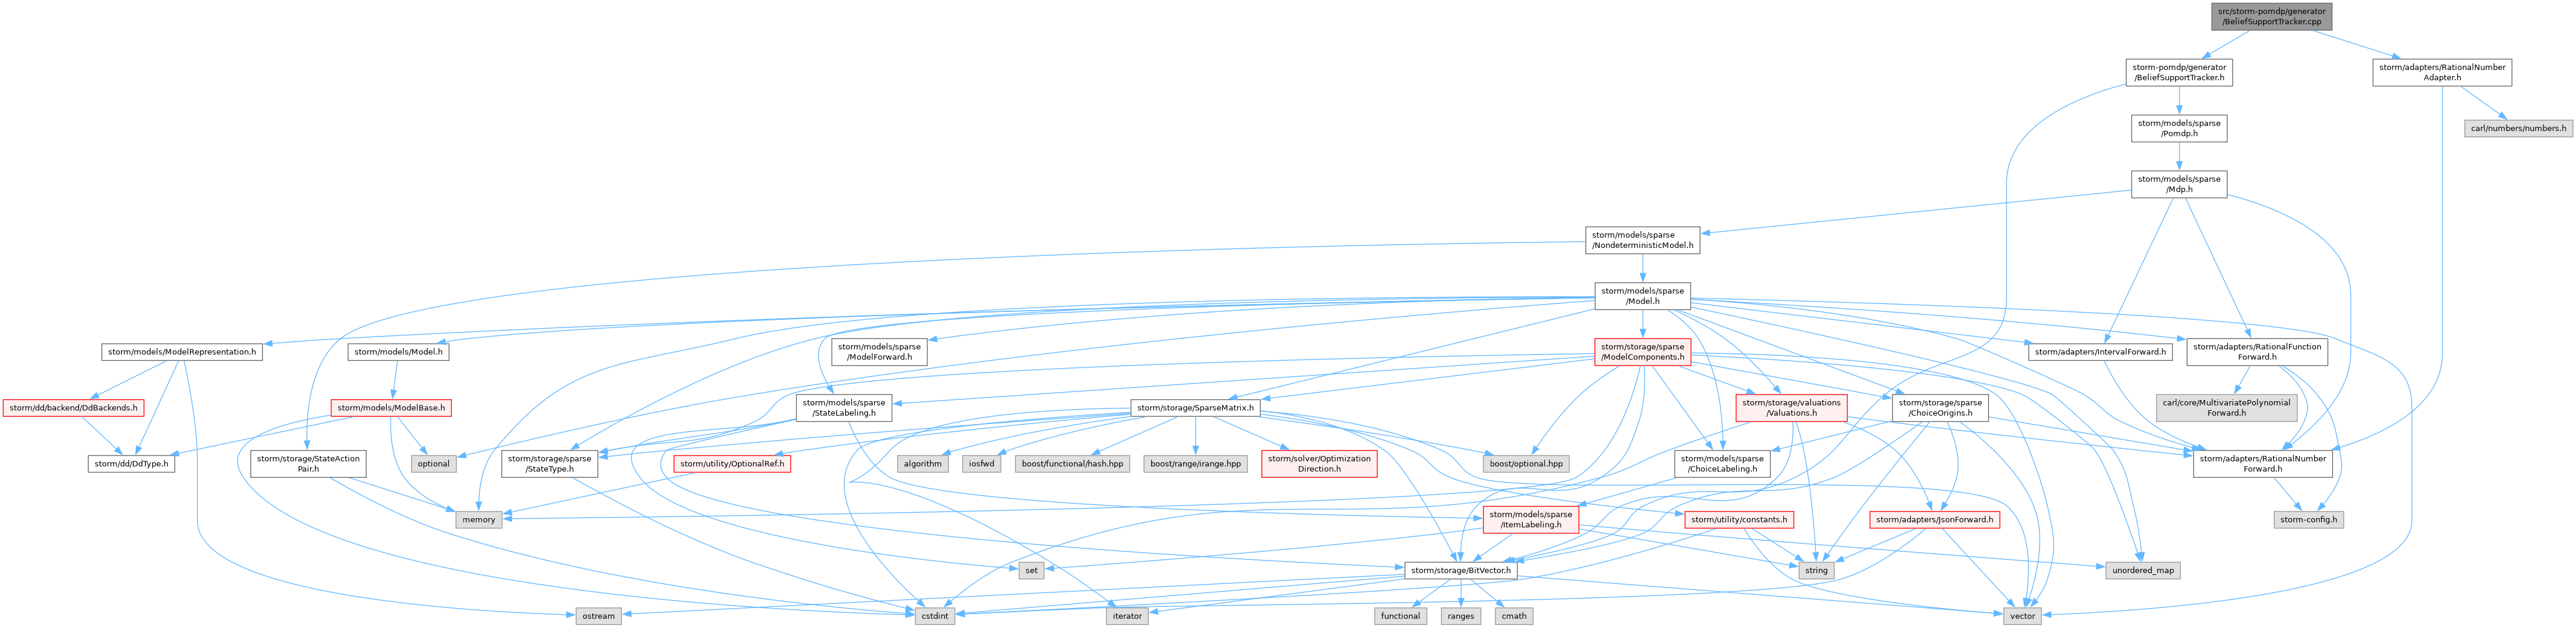 src/storm-pomdp/generator
/BeliefSupportTracker.cpp
storm-pomdp/generator
/BeliefSupportTracker.h
storm/adapters/RationalNumber
Adapter.h
storm/models/sparse
/Pomdp.h
carl/numbers/numbers.h
storm/models/sparse
/Mdp.h
storm/models/sparse
/NondeterministicModel.h
storm/models/sparse
/Model.h
storm/models/ModelRepresentation.h
storm/models/Model.h
storm/models/sparse
/ModelForward.h
storm/storage/sparse
/ModelComponents.h
storm/adapters/IntervalForward.h
storm/adapters/RationalFunction
Forward.h
storm/dd/backend/DdBackends.h
storm/models/ModelBase.h
storm/models/sparse
/StateLabeling.h
storm/storage/SparseMatrix.h
storm/storage/valuations
/Valuations.h
storm/storage/sparse
/ChoiceOrigins.h
carl/core/MultivariatePolynomial
Forward.h
storm/dd/DdType.h
storm/storage/StateAction
Pair.h
optional
storm/storage/sparse
/StateType.h
storm/utility/OptionalRef.h
algorithm
iosfwd
boost/functional/hash.hpp
boost/range/irange.hpp
storm/solver/Optimization
Direction.h
boost/optional.hpp
storm/models/sparse
/ChoiceLabeling.h
storm/adapters/RationalNumber
Forward.h
memory
storm/models/sparse
/ItemLabeling.h
storm/utility/constants.h
storm/adapters/JsonForward.h
storm-config.h
set
storm/storage/BitVector.h
string
unordered_map
ostream
cstdint
iterator
functional
ranges
cmath
vector